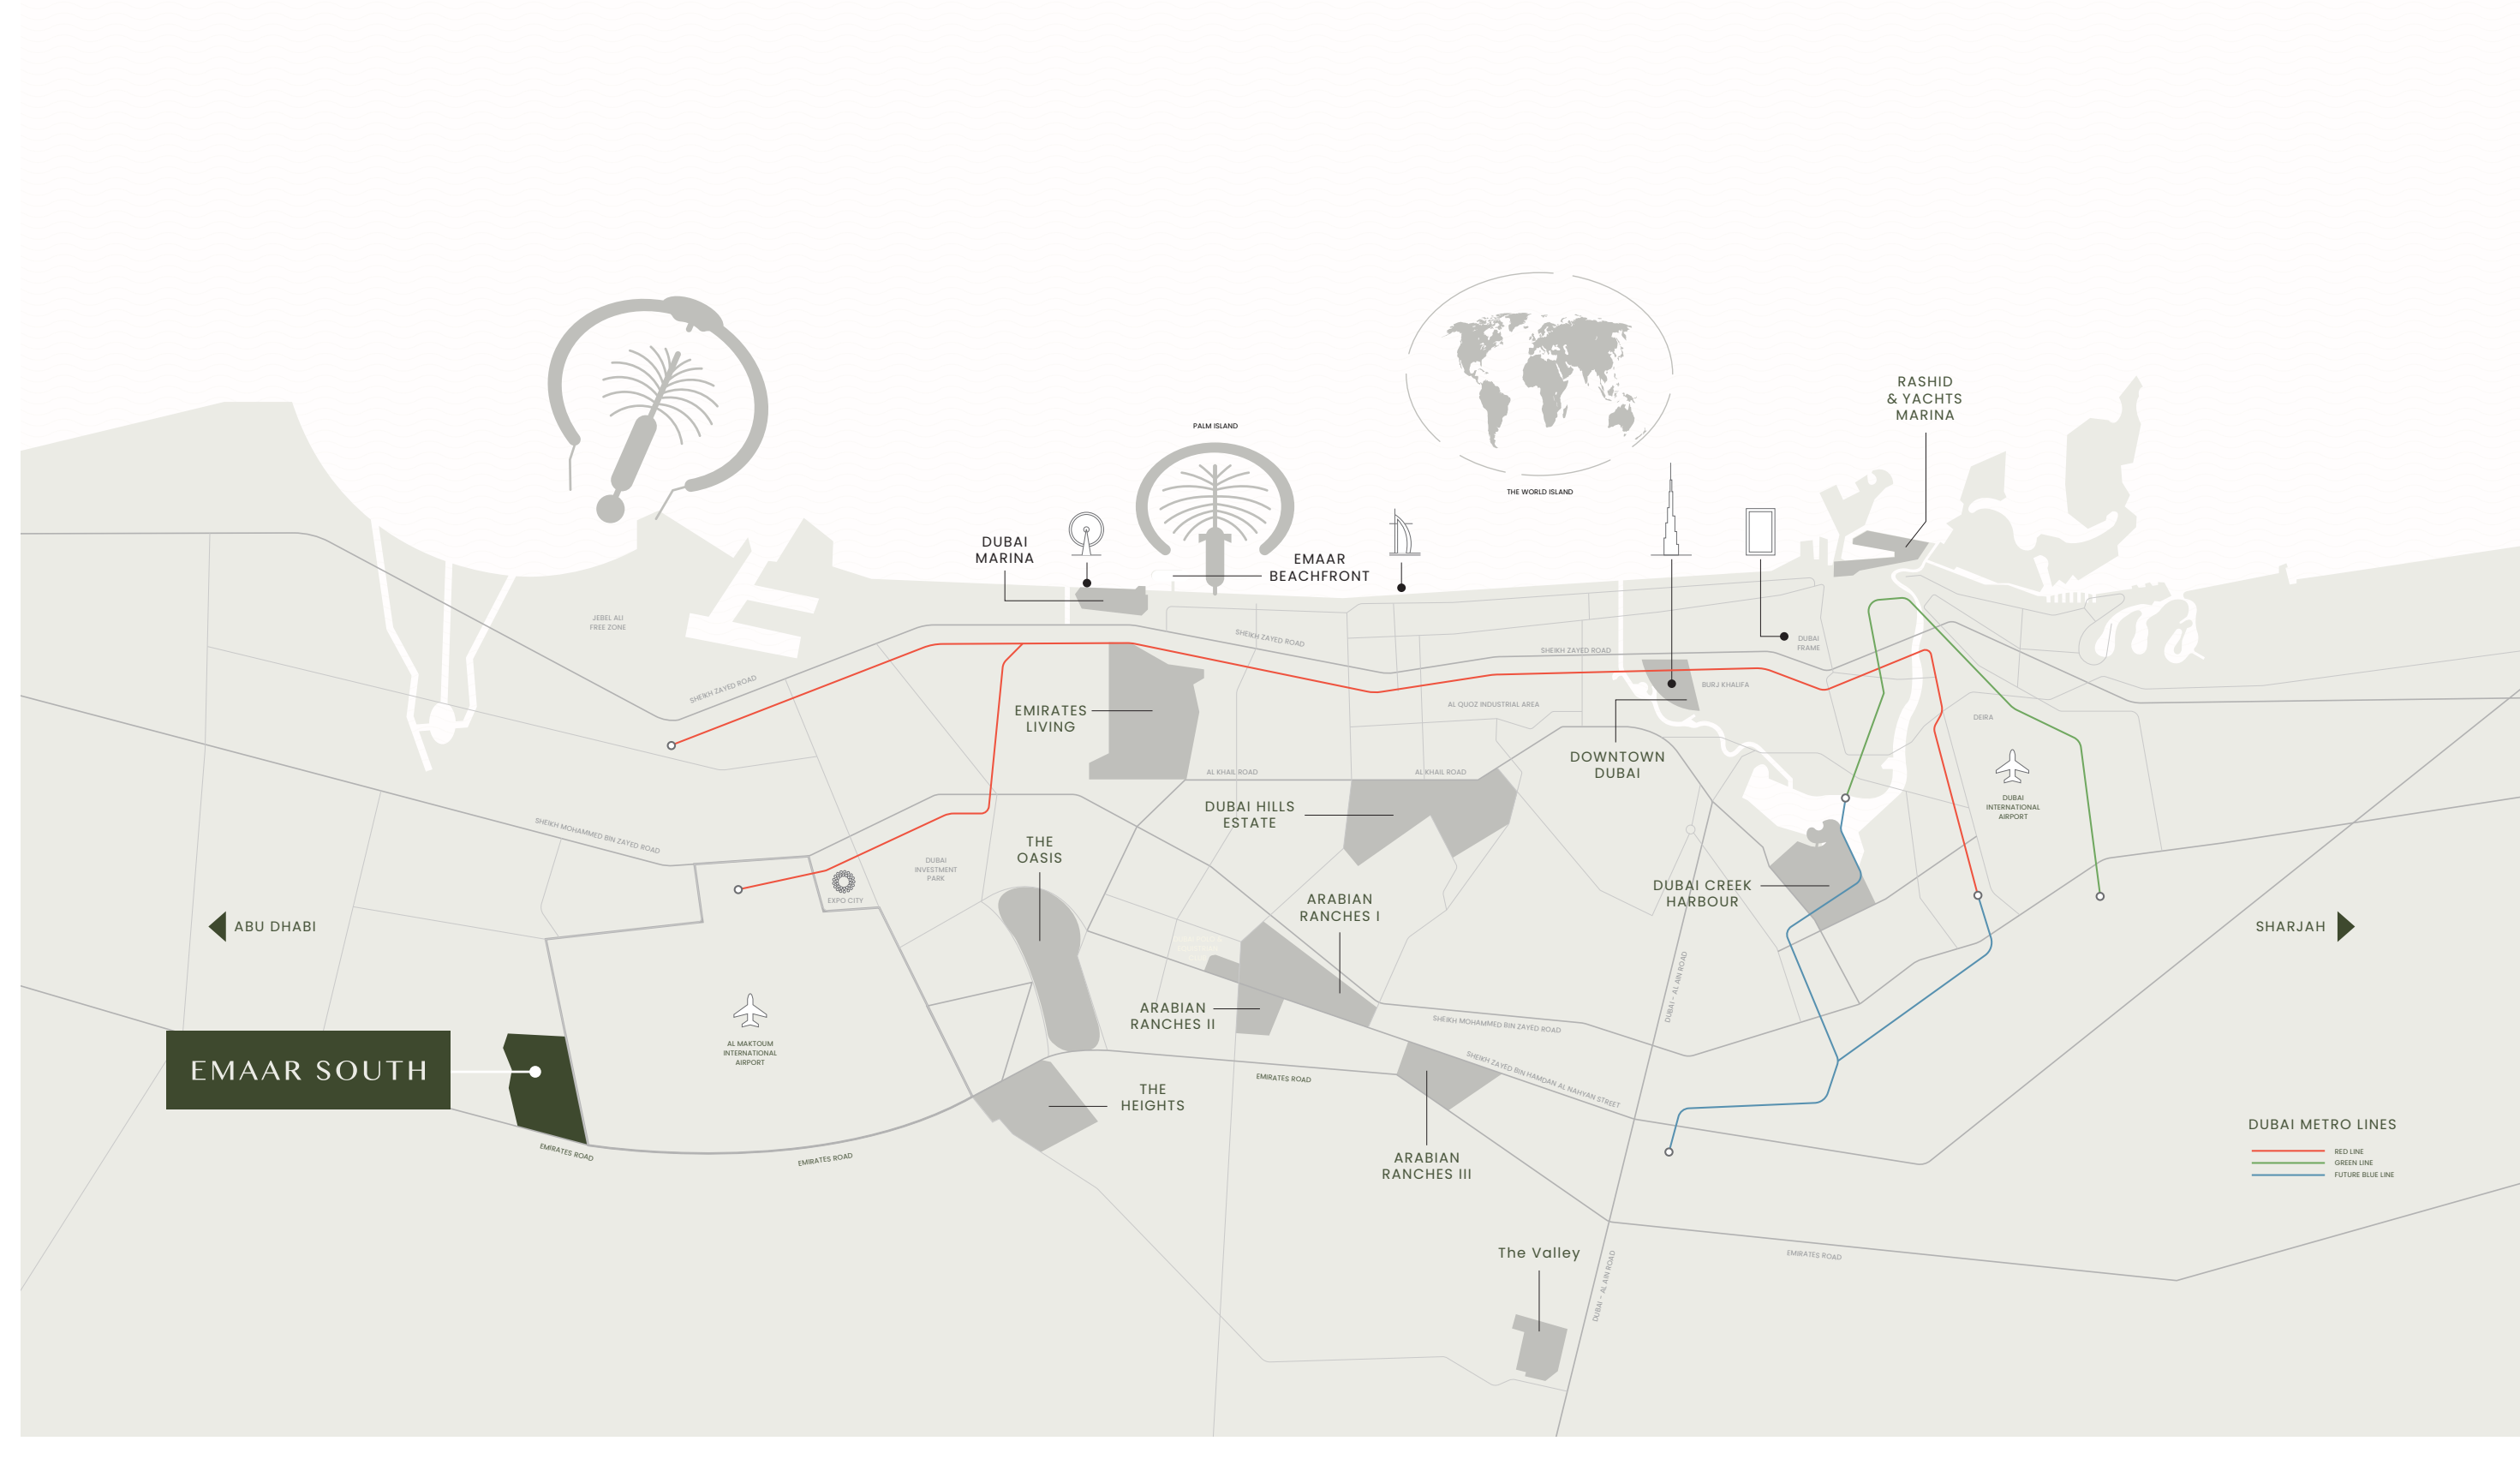 PALM ISLAND
THE WORLD ISLAND
RASHID
& YACHTS
MARINA
DUBAI
MARINA
EMAAR
BEACHFRONT
JEBEL ALI
FREE ZONE
SHEIKH ZAYED ROAD
SHEIKH ZAYED ROAD
SHEIKH ZAYED ROAD
DUBAI
FRAME
BURJ KHALIFA
AL QUOZ INDUSTRIAL AREA
DEIRA
EMIRATES
LIVING
DOWNTOWN
DUBAI
AL KHAIL ROAD
AL KHAIL ROAD
DUBAI
INTERNATIONAL
AIRPORT
DUBAI HILLS
ESTATE
SHEIKH MOHAMMED BIN ZAYED ROAD
THE
OASIS
DUBAI
INVESTMENT
PARK
EXPO CITY
DUBAI CREEK
HARBOUR
ARABIAN
RANCHES I
ABU DHABI
SHARJAH
DUBAI - AL AIN ROAD
ARABIAN
RANCHES II
SHEIKH MOHAMMED BIN ZAYED ROAD
AL MAKTOUM
INTERNATIONAL
AIRPORT
EMAAR SOUTH
SHEIKH ZAYED BIN HAMDAN AL NAHYAN STREET
EMIRATES ROAD
THE
HEIGHTS
DUBAI METRO LINES
RED LINE
GREEN LINE
FUTURE BLUE LINE
EMIRATES ROAD
EMIRATES ROAD
ARABIAN
RANCHES III
The Valley
EMIRATES ROAD
DUBAI - AL AIN ROAD